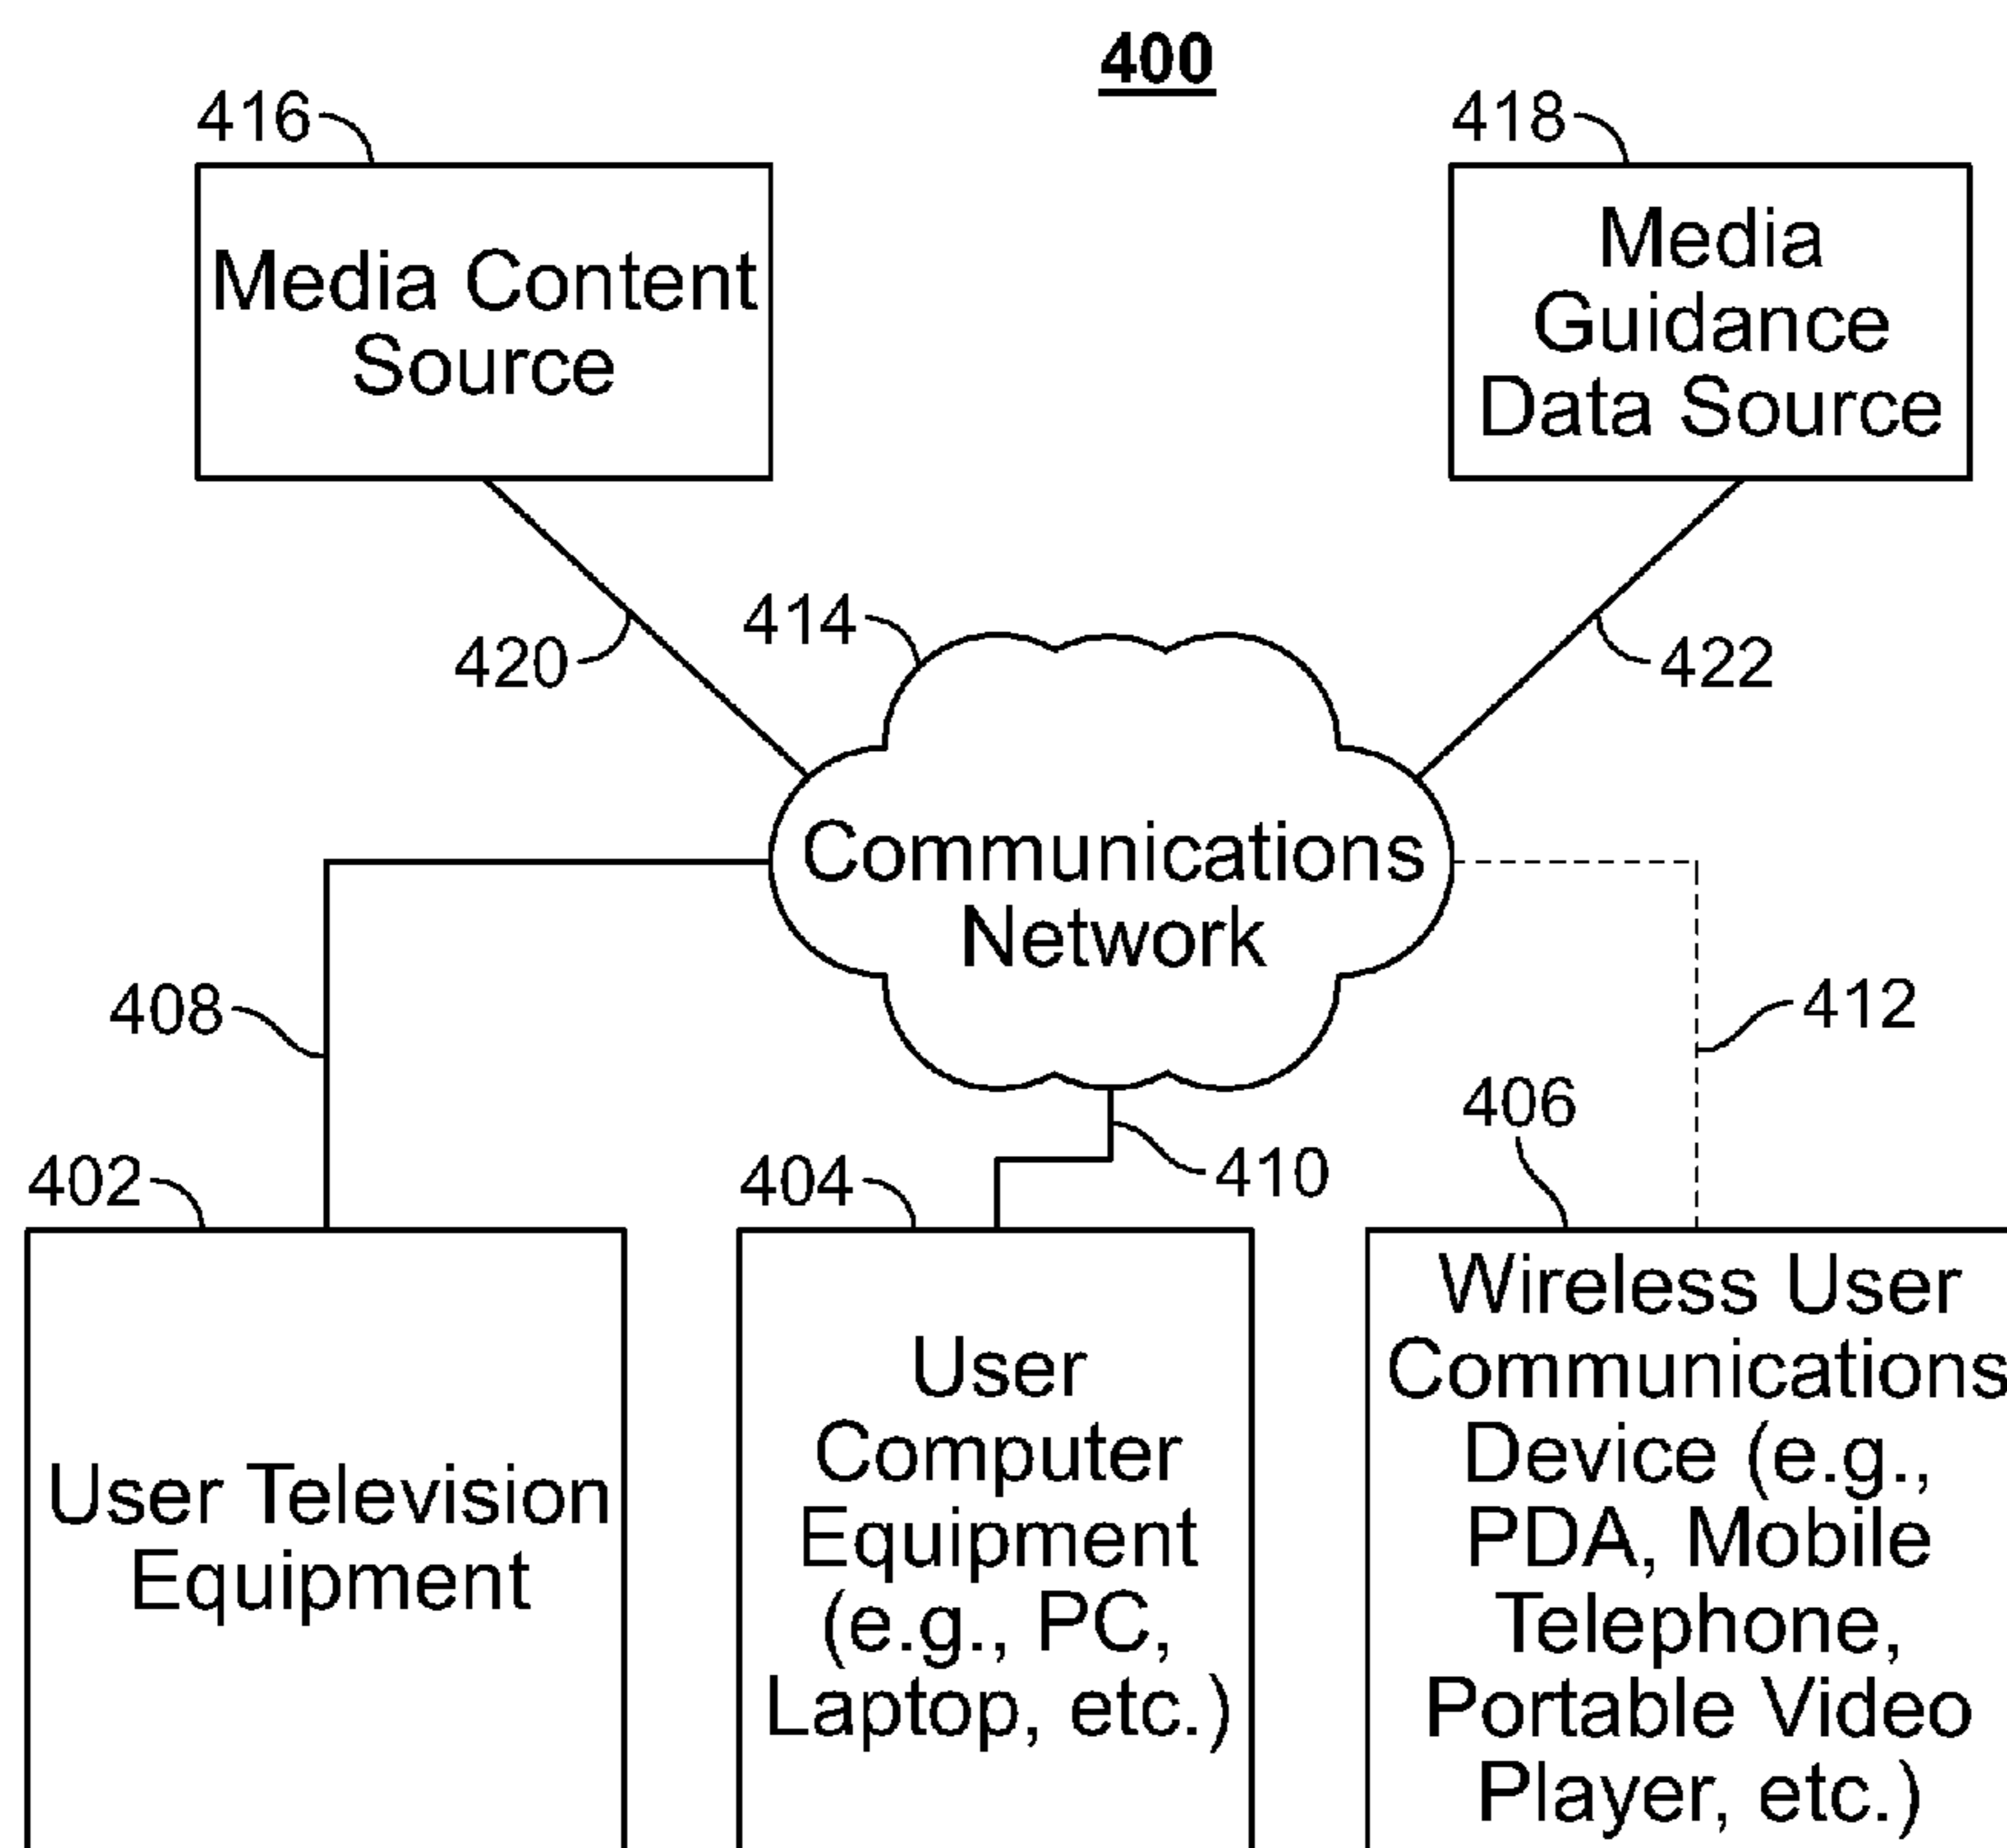 400
416
418
Media Content
Source
Media
Guidance
Data Source
420
414
422
Communications
Network
408
412
406
402
404
410
User Television
Equipment
User
Computer
Equipment
(e.g., PC,
Laptop, etc.)
Wireless User
Communications
Device (e.g.,
PDA, Mobile
Telephone,
Portable Video
Player, etc.)